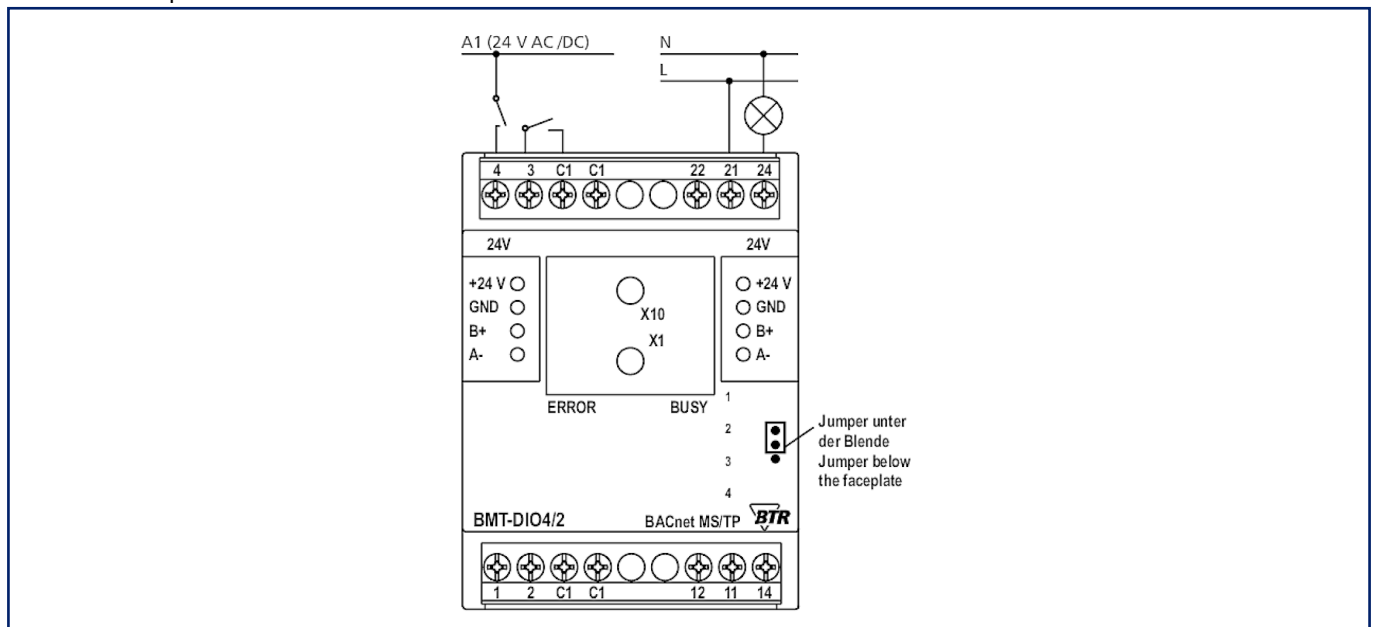 A1 (24 V AC /DC) N
L
4 3 C1 C1 22 21 24
24V 24V
+24 V +24 V
GND GND
B+ B+
A- A-
X10
X1
ERROR BUSY
1
2
3
4
Jumper unter
der Blende
Jumper below
the faceplate
BMT-DIO4/2 BACnet MS/TP BTR
1 2 C1 C1 12 11 14